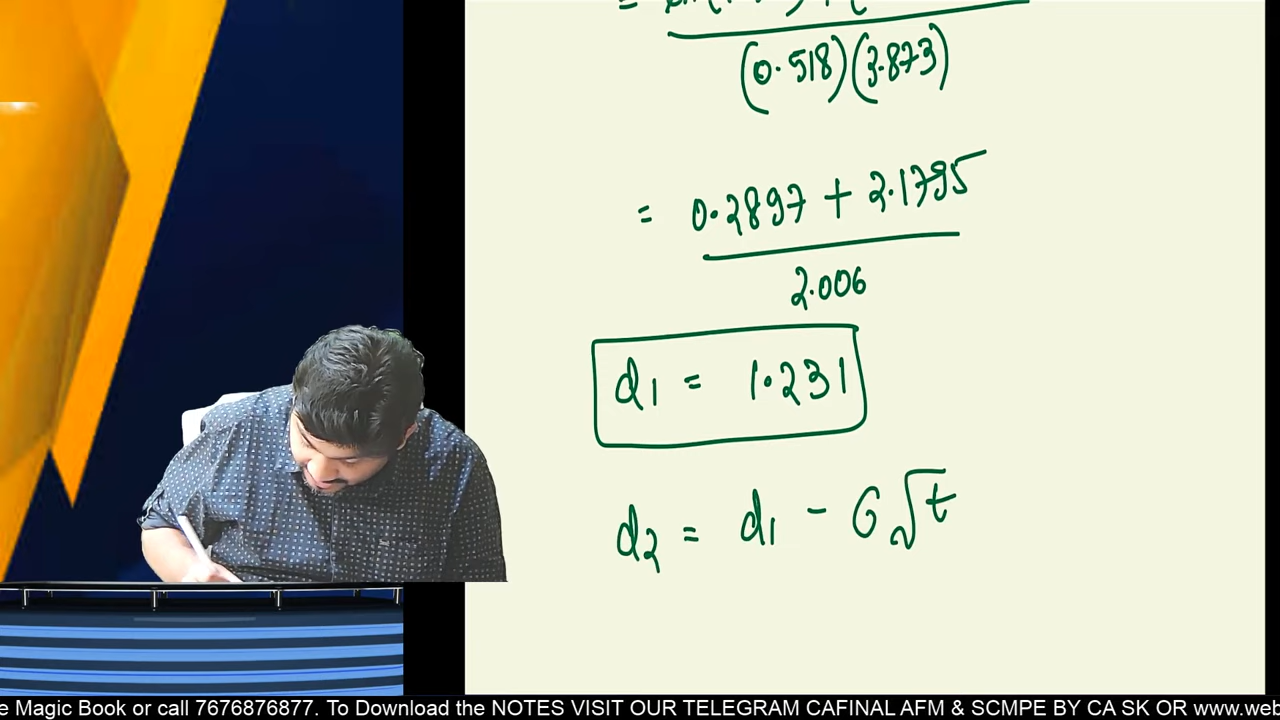 (0.518)(3.873)
= 0.2897 + 2.1795
2.006
d1 = 1.231
d2 = d1 - σ√t
e Magic Book or call 7676876877. To Download the NOTES VISIT OUR TELEGRAM CAFINAL AFM & SCMPE BY CA SK OR www.web